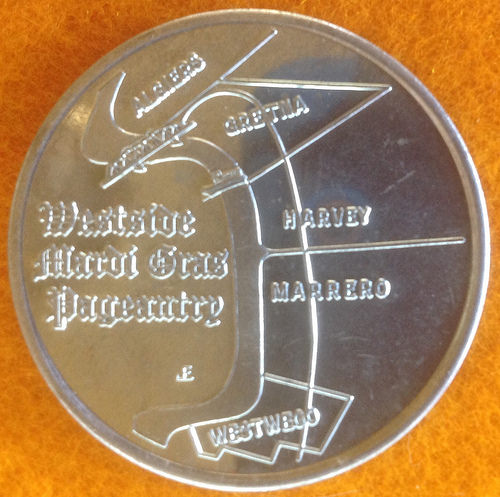 ALGIERS
GRETNA
Westside
Mardi Gras
Pageantry
HARVEY
MARRERO
WESTWEGO